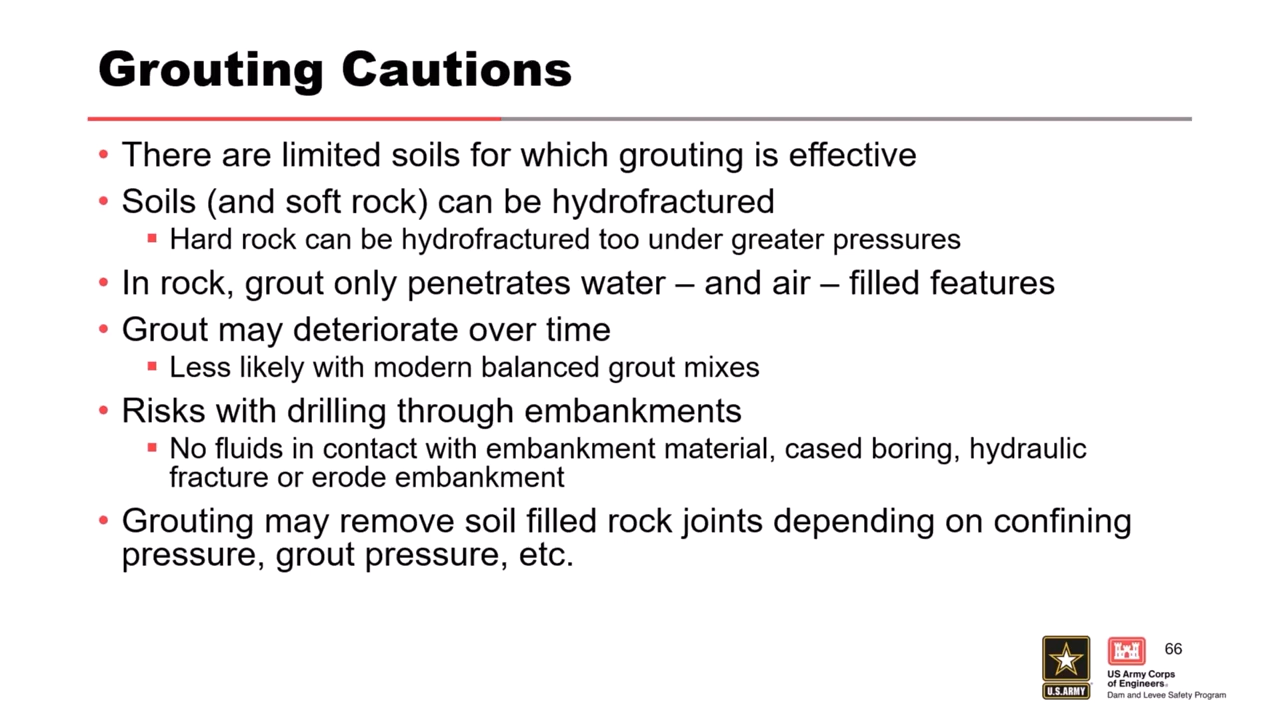 Grouting Cautions
• There are limited soils for which grouting is effective
• Soils (and soft rock) can be hydrofractured
▪ Hard rock can be hydrofractured too under greater pressures
• In rock, grout only penetrates water – and air – filled features
• Grout may deteriorate over time
▪ Less likely with modern balanced grout mixes
• Risks with drilling through embankments
▪ No fluids in contact with embankment material, cased boring, hydraulic
fracture or erode embankment
• Grouting may remove soil filled rock joints depending on confining
pressure, grout pressure, etc.
66
U.S.ARMY
US Army Corps
of Engineers.
Dam and Levee Safety Program